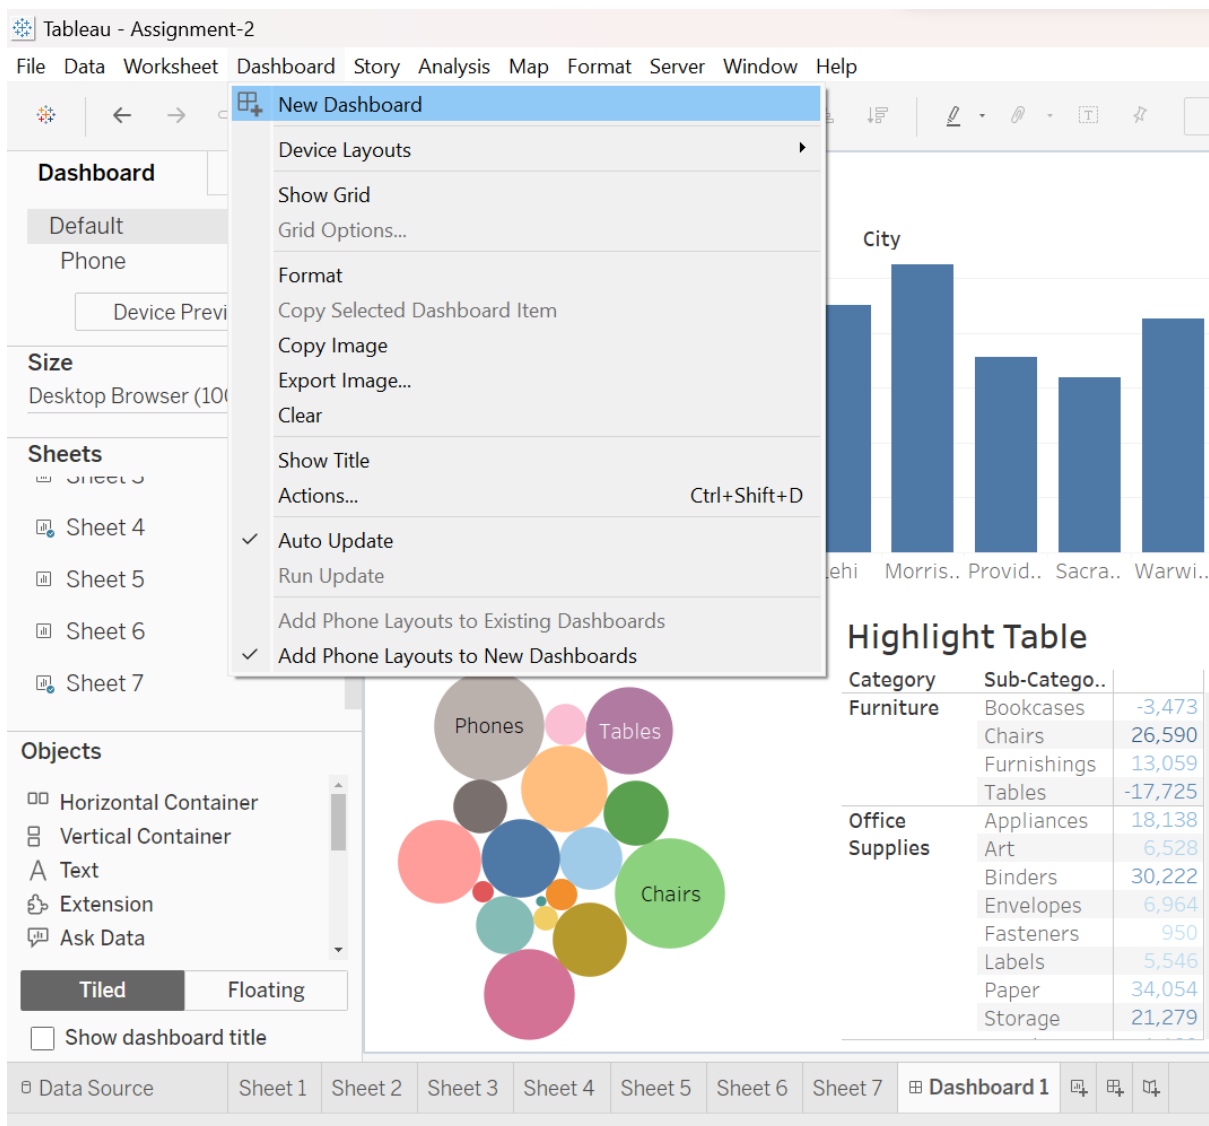 Tableau - Assignment-2
File Data Worksheet Dashboard Story Analysis Map Format Server Window Help
New Dashboard
Device Layouts
Show Grid
Grid Options...
Format
Copy Selected Dashboard Item
Copy Image
Export Image...
Clear
Show Title
Actions... Ctrl+Shift+D
Auto Update
Run Update
Add Phone Layouts to Existing Dashboards
Add Phone Layouts to New Dashboards
Dashboard
Default
Phone
Device Previ
Size
Desktop Browser (100
Sheets
Sheet 4
Sheet 5
Sheet 6
Sheet 7
Objects
Horizontal Container
Vertical Container
Text
Extension
Ask Data
Tiled Floating
Show dashboard title
City
ehi Morris.. Provid.. Sacra.. Warwi..
Phones
Tables
Chairs
Highlight Table
Category Sub-Catego..
Furniture Bookcases -3,473
Chairs 26,590
Furnishings 13,059
Tables -17,725
Office Supplies Appliances 18,138
Art 6,528
Binders 30,222
Envelopes 6,964
Fasteners 950
Labels 5,546
Paper 34,054
Storage 21,279
Data Source Sheet 1 Sheet 2 Sheet 3 Sheet 4 Sheet 5 Sheet 6 Sheet 7 Dashboard 1